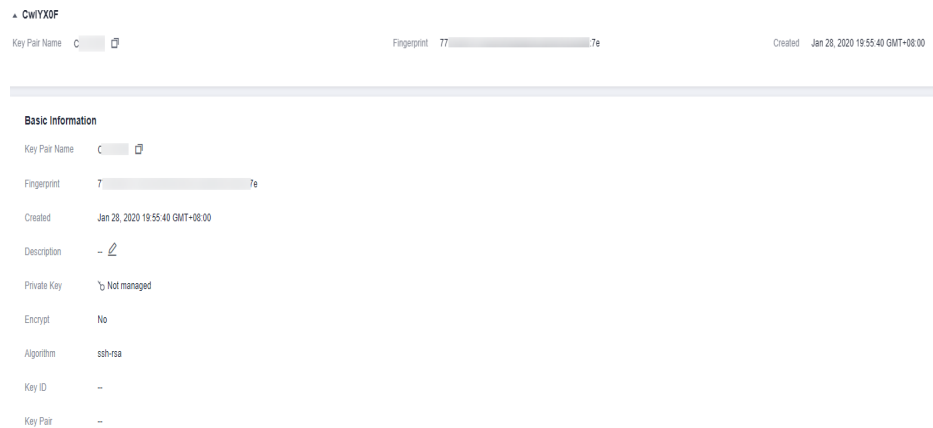 CwIYX0F
Key Pair Name C Fingerprint 77 :7e Created Jan 28, 2020 19:55:40 GMT+08:00
Basic Information
Key Pair Name C
Fingerprint 7 7e
Created Jan 28, 2020 19:55:40 GMT+08:00
Description --
Private Key Not managed
Encrypt No
Algorithm ssh-rsa
Key ID --
Key Pair --